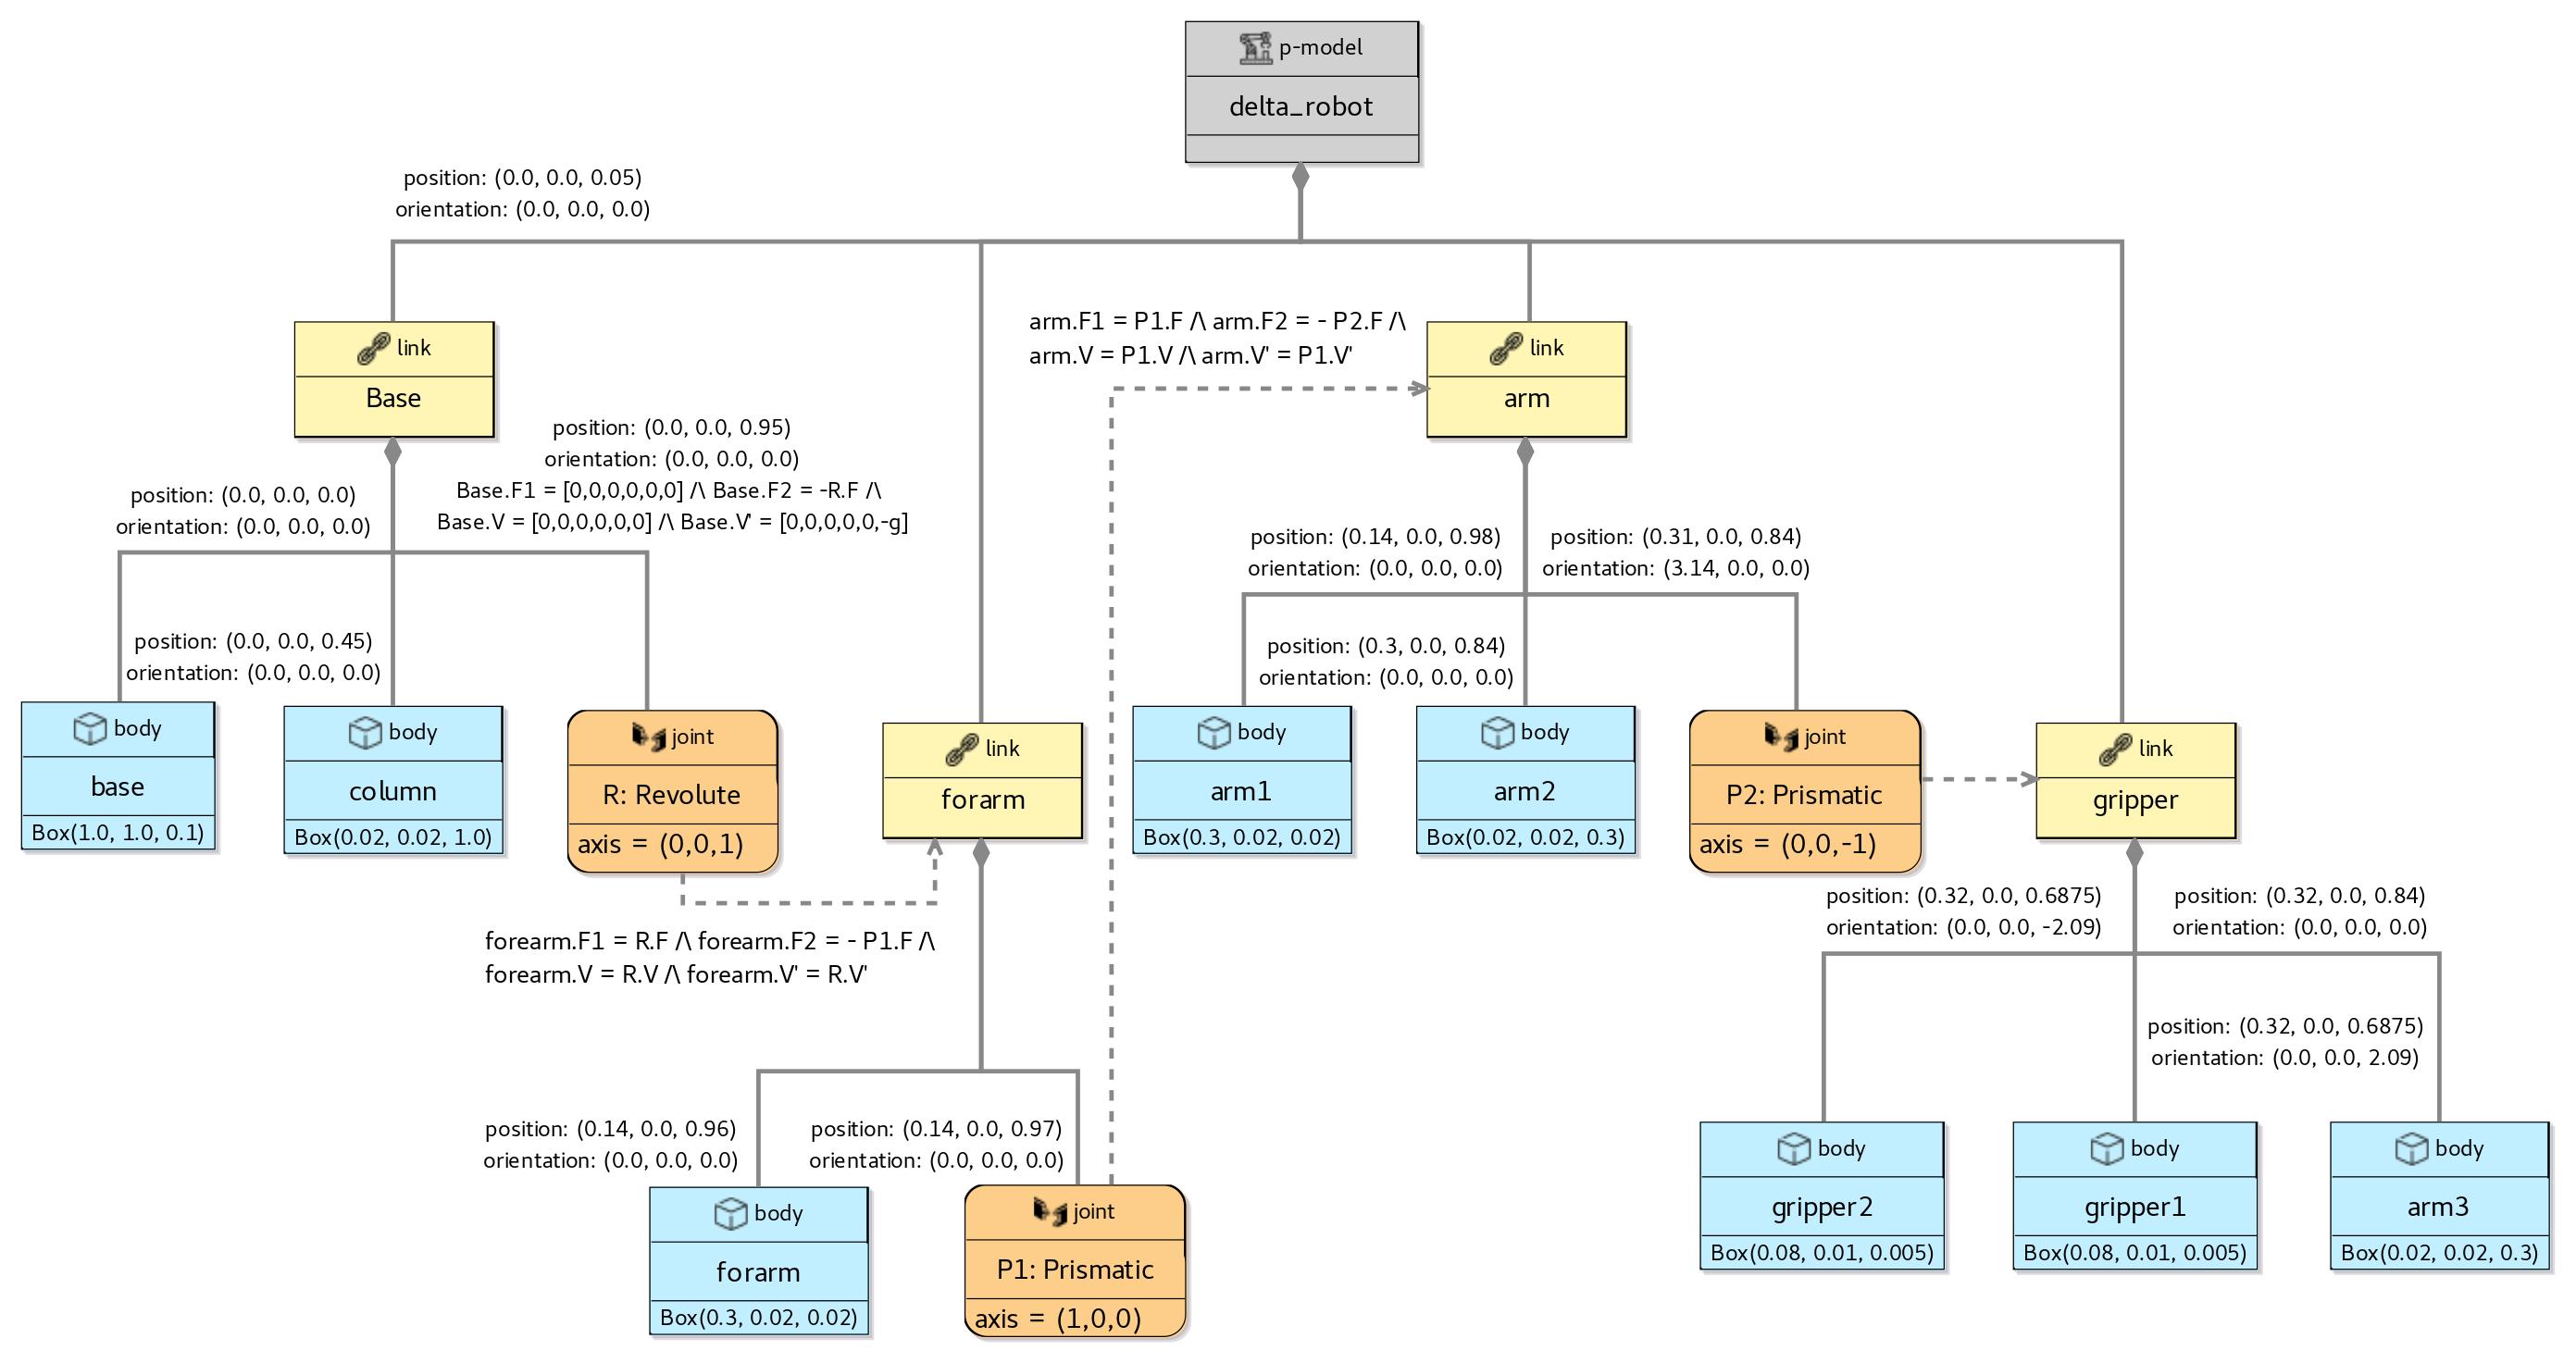 p-model
delta_robot
position: (0.0, 0.0, 0.05)
orientation: (0.0, 0.0, 0.0)
link
Base
arm.F1 = P1.F /\ arm.F2 = - P2.F /\
arm.V = P1.V /\ arm.V' = P1.V'
link
arm
position: (0.0, 0.0, 0.0)
orientation: (0.0, 0.0, 0.0)
position: (0.0, 0.0, 0.95)
orientation: (0.0, 0.0, 0.0)
Base.F1 = [0,0,0,0,0,0] /\ Base.F2 = -R.F /\
Base.V = [0,0,0,0,0,0] /\ Base.V' = [0,0,0,0,0,-g]
position: (0.14, 0.0, 0.98)
orientation: (0.0, 0.0, 0.0)
position: (0.31, 0.0, 0.84)
orientation: (3.14, 0.0, 0.0)
position: (0.0, 0.0, 0.45)
orientation: (0.0, 0.0, 0.0)
position: (0.3, 0.0, 0.84)
orientation: (0.0, 0.0, 0.0)
body
base
Box(1.0, 1.0, 0.1)
body
column
Box(0.02, 0.02, 1.0)
joint
R: Revolute
axis = (0,0,1)
link
forarm
body
arm1
Box(0.3, 0.02, 0.02)
body
arm2
Box(0.02, 0.02, 0.3)
joint
P2: Prismatic
axis = (0,0,-1)
link
gripper
forearm.F1 = R.F /\ forearm.F2 = - P1.F /\
forearm.V = R.V /\ forearm.V' = R.V'
position: (0.32, 0.0, 0.6875)
orientation: (0.0, 0.0, -2.09)
position: (0.32, 0.0, 0.84)
orientation: (0.0, 0.0, 0.0)
position: (0.32, 0.0, 0.6875)
orientation: (0.0, 0.0, 2.09)
position: (0.14, 0.0, 0.96)
orientation: (0.0, 0.0, 0.0)
position: (0.14, 0.0, 0.97)
orientation: (0.0, 0.0, 0.0)
body
forarm
Box(0.3, 0.02, 0.02)
joint
P1: Prismatic
axis = (1,0,0)
body
gripper2
Box(0.08, 0.01, 0.005)
body
gripper1
Box(0.08, 0.01, 0.005)
body
arm3
Box(0.02, 0.02, 0.3)